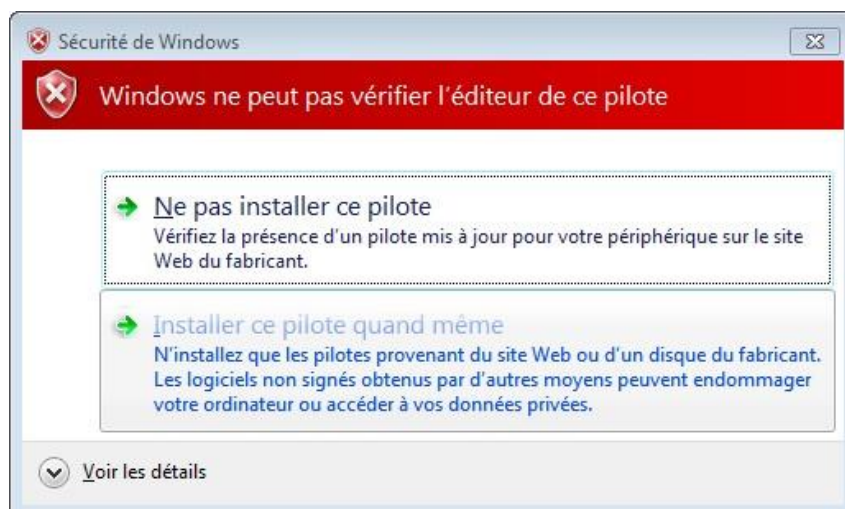 Sécurité de Windows
Windows ne peut pas vérifier l'éditeur de ce pilote
Ne pas installer ce pilote
Vérifiez la présence d'un pilote mis à jour pour votre périphérique sur le site
Web du fabricant.
Installer ce pilote quand même
N'installez que les pilotes provenant du site Web ou d'un disque du fabricant.
Les logiciels non signés obtenus par d'autres moyens peuvent endommager
votre ordinateur ou accéder à vos données privées.
Voir les détails